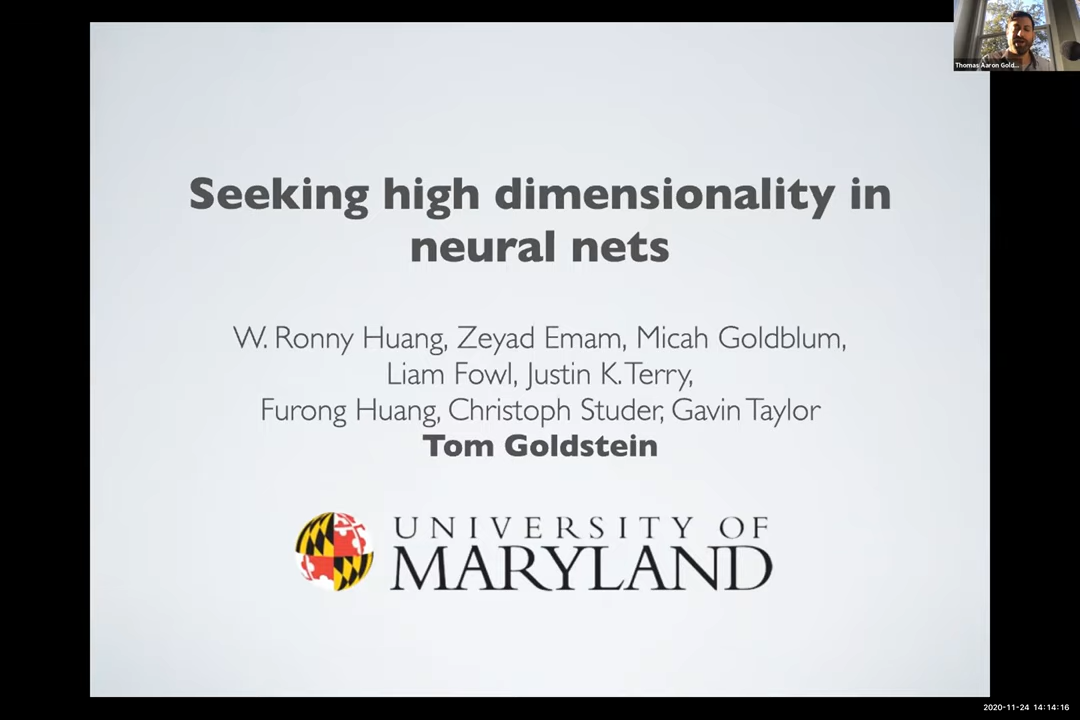 Thomas Aaron Gold...
Seeking high dimensionality in
neural nets
W. Ronny Huang, Zeyad Emam, Micah Goldblum,
Liam Fowl, Justin K. Terry,
Furong Huang, Christoph Studer, Gavin Taylor
Tom Goldstein
UNIVERSITY OF
MARYLAND
2020-11-24 14:14:16